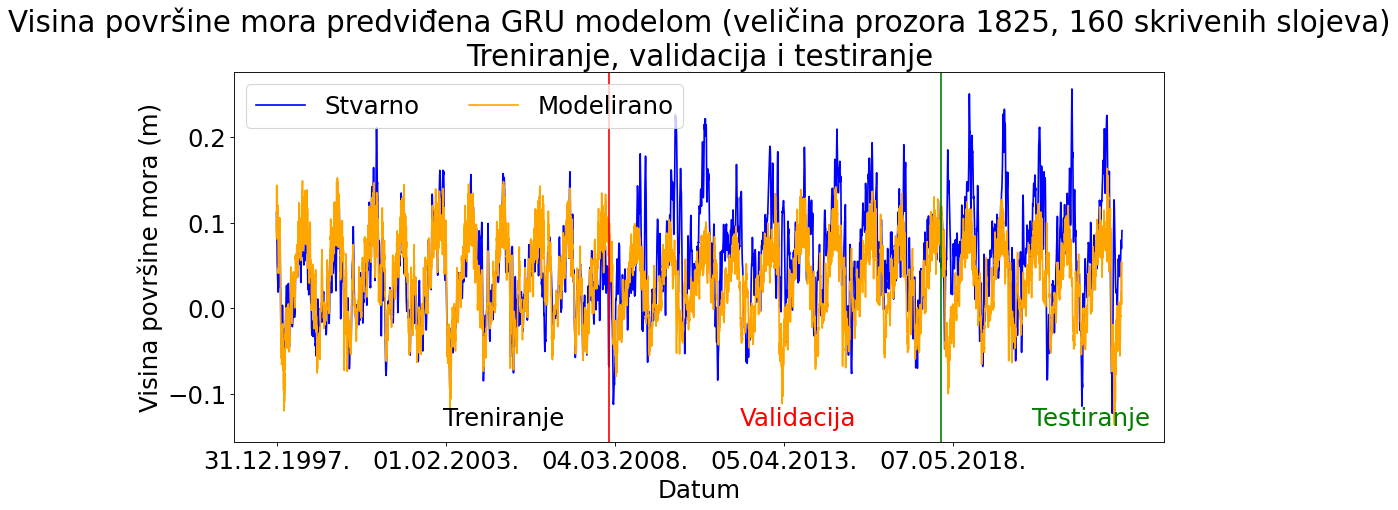 Visina površine mora predviđena GRU modelom (veličina prozora 1825, 160 skrivenih slojeva)
Treniranje, validacija i testiranje
Stvarno
Modelirano
Visina površine mora (m)
0.2
0.1
0.0
−0.1
Treniranje
Validacija
Testiranje
31.12.1997.
01.02.2003.
04.03.2008.
05.04.2013.
07.05.2018.
Datum